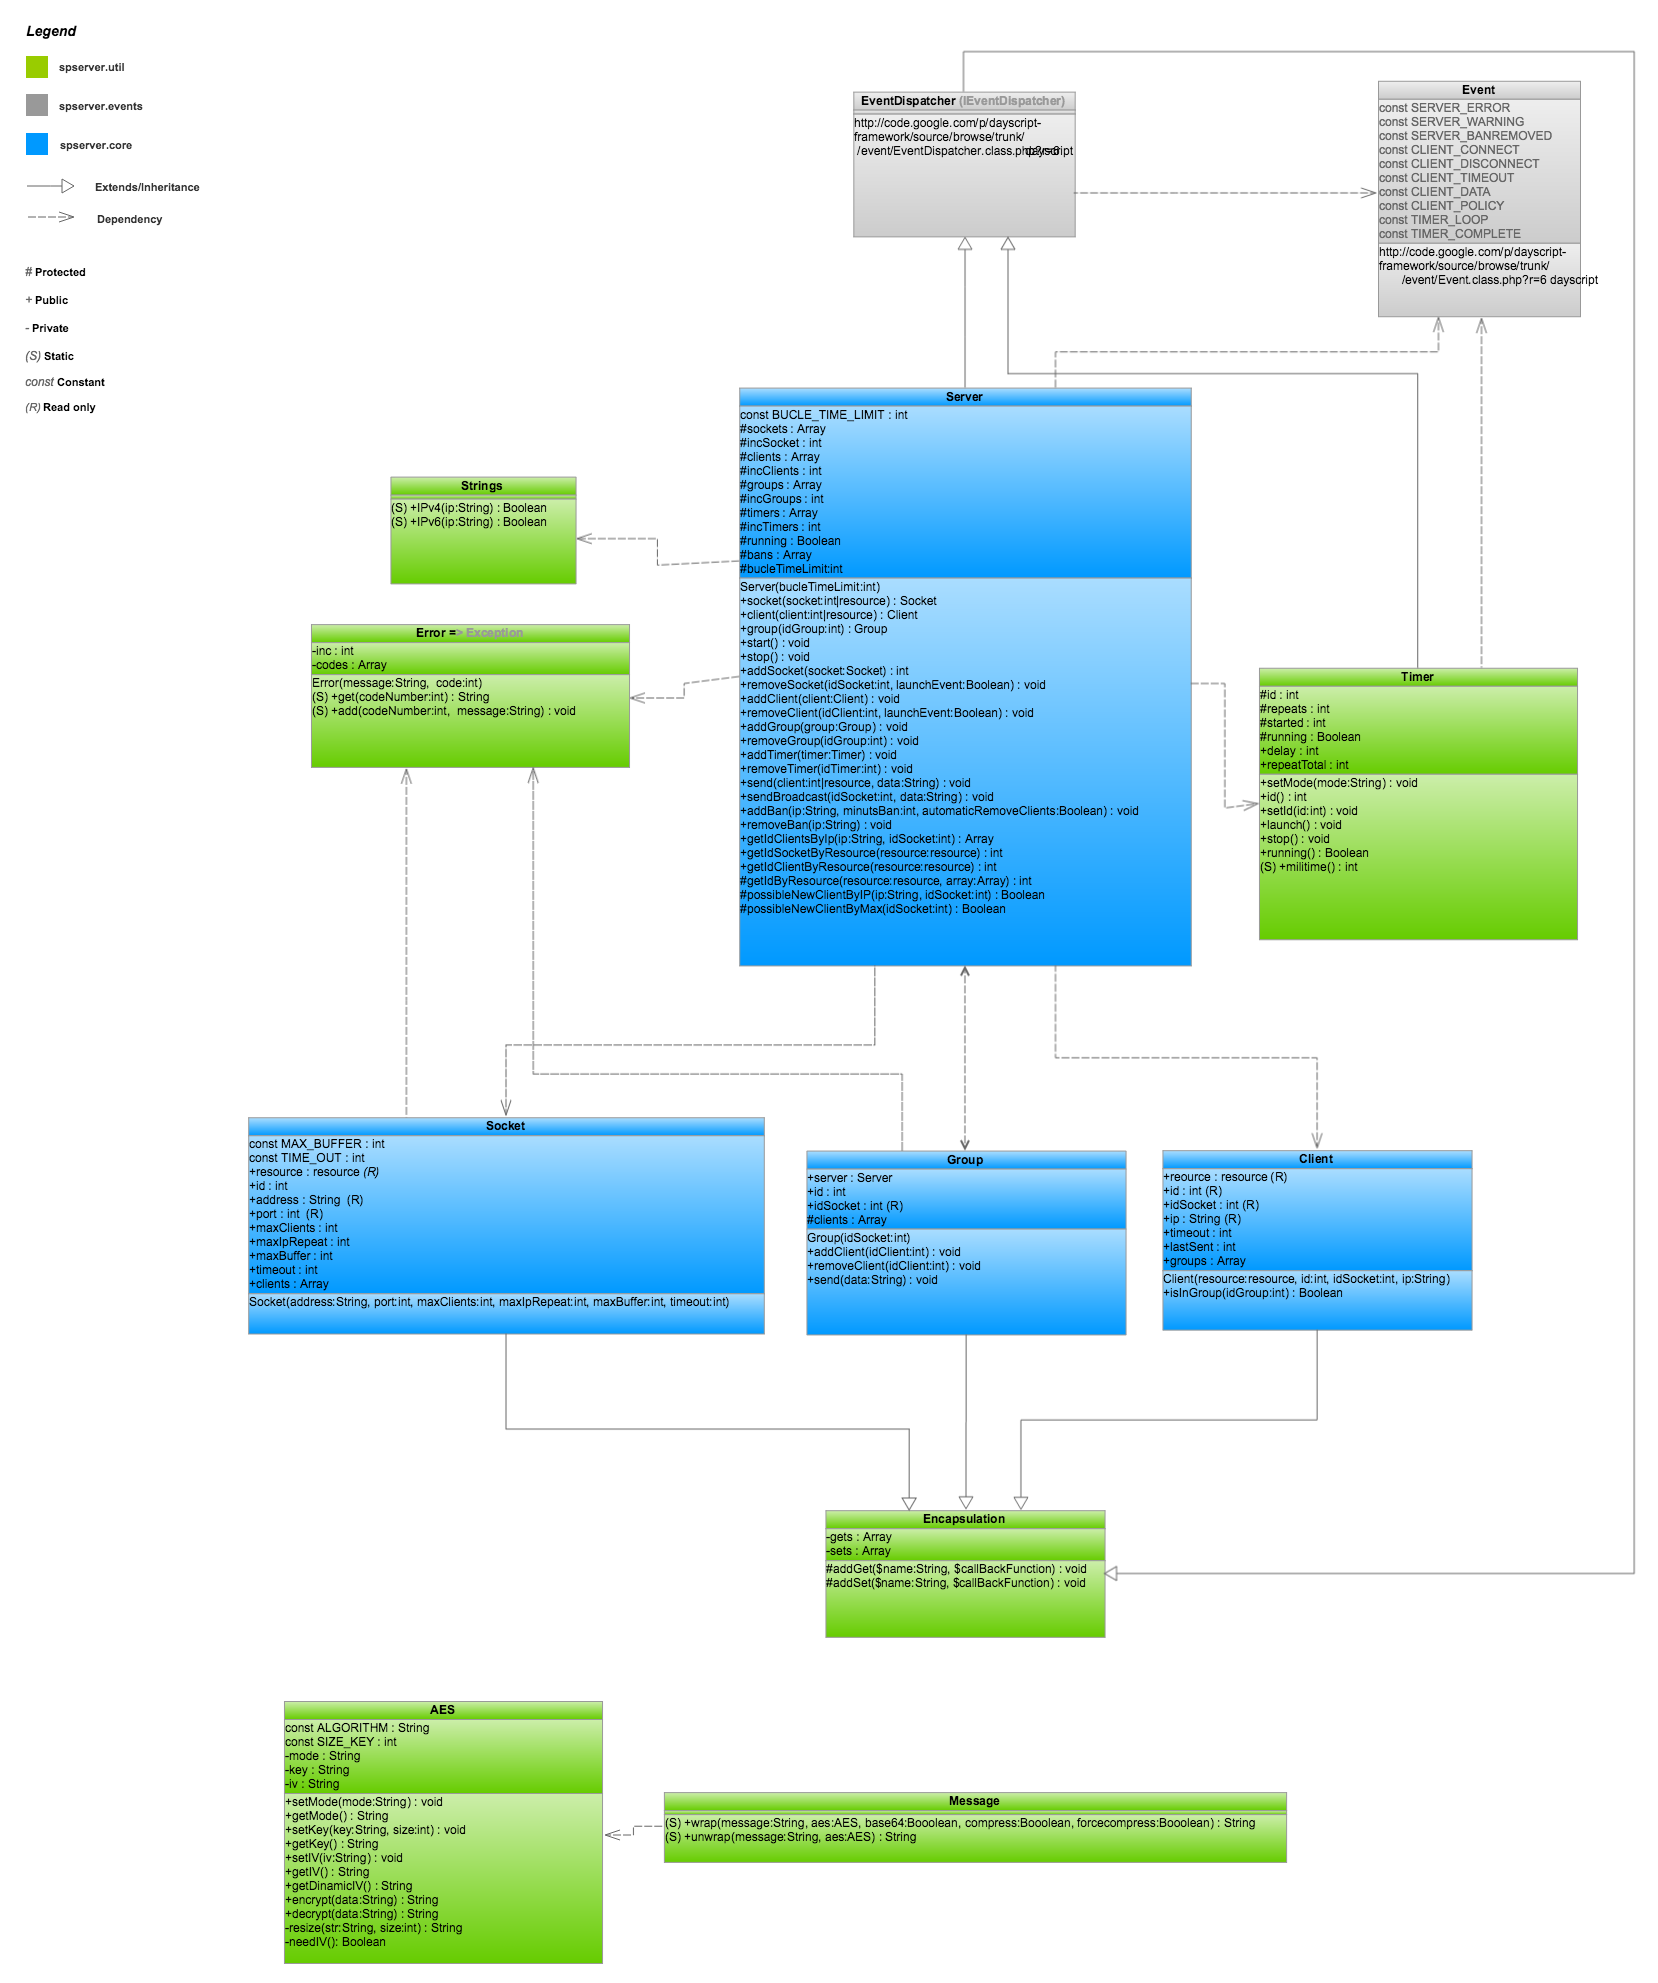 Legend
spserver.util
spserver.events
spserver.core
Extends/Inheritance
Dependency
# Protected
+ Public
- Private
(S) Static
const Constant
(R) Read only
EventDispatcher (IEventDispatcher)
http://code.google.com/p/dayscript-
framework/source/browse/trunk/
/event/EventDispatcher.class.php?r=6 dayscript
Event
const SERVER_ERROR
const SERVER_WARNING
const SERVER_BANREMOVED
const CLIENT_CONNECT
const CLIENT_DISCONNECT
const CLIENT_TIMEOUT
const CLIENT_DATA
const CLIENT_POLICY
const TIMER_LOOP
const TIMER_COMPLETE
http://code.google.com/p/dayscript-
framework/source/browse/trunk/
/event/Event.class.php?r=6 dayscript
Server
const BUCLE_TIME_LIMIT : int
#sockets : Array
#incSocket : int
#clients : Array
#incClients : int
#groups : Array
#incGroups : int
#timers : Array
#incTimers : int
#running : Boolean
#bans : Array
#bucleTimeLimit:int
Server(bucleTimeLimit:int)
+socket(socket:int|resource) : Socket
+client(client:int|resource) : Client
+group(idGroup:int) : Group
+start() : void
+stop() : void
+addSocket(socket:Socket) : int
+removeSocket(idSocket:int, launchEvent:Boolean) : void
+addClient(client:Client) : void
+removeClient(idClient:int, launchEvent:Boolean) : void
+addGroup(group:Group) : void
+removeGroup(idGroup:int) : void
+addTimer(timer:Timer) : void
+removeTimer(idTimer:int) : void
+send(client:int|resource, data:String) : void
+sendBroadcast(idSocket:int, data:String) : void
+addBan(ip:String, minutsBan:int, automaticRemoveClients:Boolean) : void
+removeBan(ip:String) : void
+getIdClientsByIp(ip:String, idSocket:int) : Array
+getIdSocketByResource(resource:resource) : int
+getIdClientByResource(resource:resource) : int
#getIdByResource(resource:resource, array:Array) : int
#possibleNewClientByIP(ip:String, idSocket:int) : Boolean
#possibleNewClientByMax(idSocket:int) : Boolean
Strings
(S) +IPv4(ip:String) : Boolean
(S) +IPv6(ip:String) : Boolean
Error => Exception
-inc : int
-codes : Array
Error(message:String,  code:int)
(S) +get(codeNumber:int) : String
(S) +add(codeNumber:int,  message:String) : void
Timer
#id : int
#repeats : int
#started : int
#running : Boolean
+delay : int
+repeatTotal : int
+setMode(mode:String) : void
+id() : int
+setId(id:int) : void
+launch() : void
+stop() : void
+running() : Boolean
(S) +militime() : int
Socket
const MAX_BUFFER : int
const TIME_OUT : int
+resource : resource (R)
+id : int
+address : String  (R)
+port : int  (R)
+maxClients : int
+maxIpRepeat : int
+maxBuffer : int
+timeout : int
+clients : Array
Socket(address:String, port:int, maxClients:int, maxIpRepeat:int, maxBuffer:int, timeout:int)
Group
+server : Server
+id : int
+idSocket : int (R)
#clients : Array
Group(idSocket:int)
+addClient(idClient:int) : void
+removeClient(idClient:int) : void
+send(data:String) : void
Client
+reource : resource (R)
+id : int (R)
+idSocket : int (R)
+ip : String (R)
+timeout : int
+lastSent : int
+groups : Array
Client(resource:resource, id:int, idSocket:int, ip:String)
+isInGroup(idGroup:int) : Boolean
Encapsulation
-gets : Array
-sets : Array
#addGet($name:String, $callBackFunction) : void
#addSet($name:String, $callBackFunction) : void
AES
const ALGORITHM : String
const SIZE_KEY : int
-mode : String
-key : String
-iv : String
+setMode(mode:String) : void
+getMode() : String
+setKey(key:String, size:int) : void
+getKey() : String
+setIV(iv:String) : void
+getIV() : String
+getDinamicIV() : String
+encrypt(data:String) : String
+decrypt(data:String) : String
-resize(str:String, size:int) : String
-needIV(): Boolean
Message
(S) +wrap(message:String, aes:AES, base64:Booolean, compress:Booolean, forcecompress:Booolean) : String
(S) +unwrap(message:String, aes:AES) : String